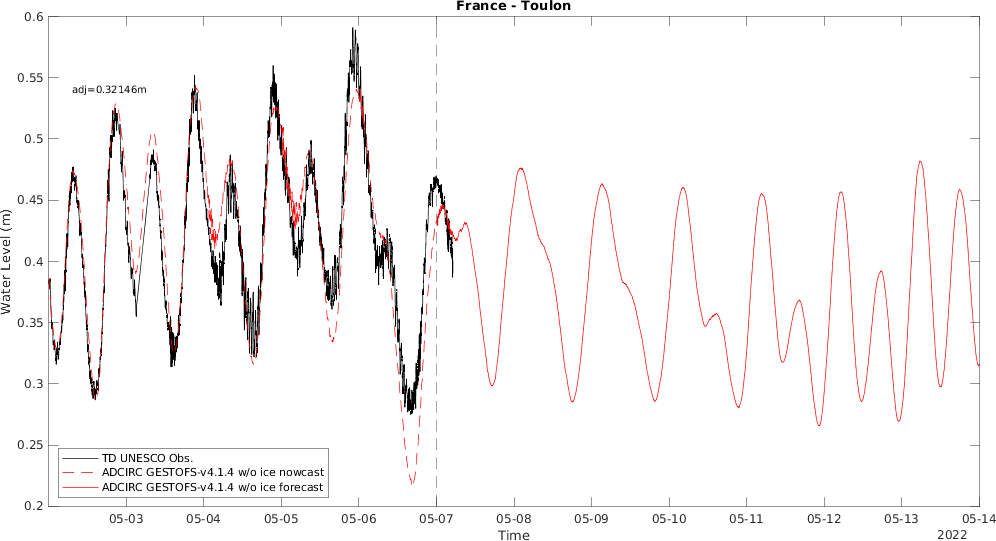 France - Toulon
0.6
0.55
0.5
0.45
0.4
0.35
0.3
0.25
0.2
Water Level (m)
adj=0.32146m
TD UNESCO Obs.
ADCIRC GESTOFS-v4.1.4 w/o ice nowcast
ADCIRC GESTOFS-v4.1.4 w/o ice forecast
05-03 05-04 05-05 05-06 05-07 05-08 05-09 05-10 05-11 05-12 05-13 05-14
Time
2022